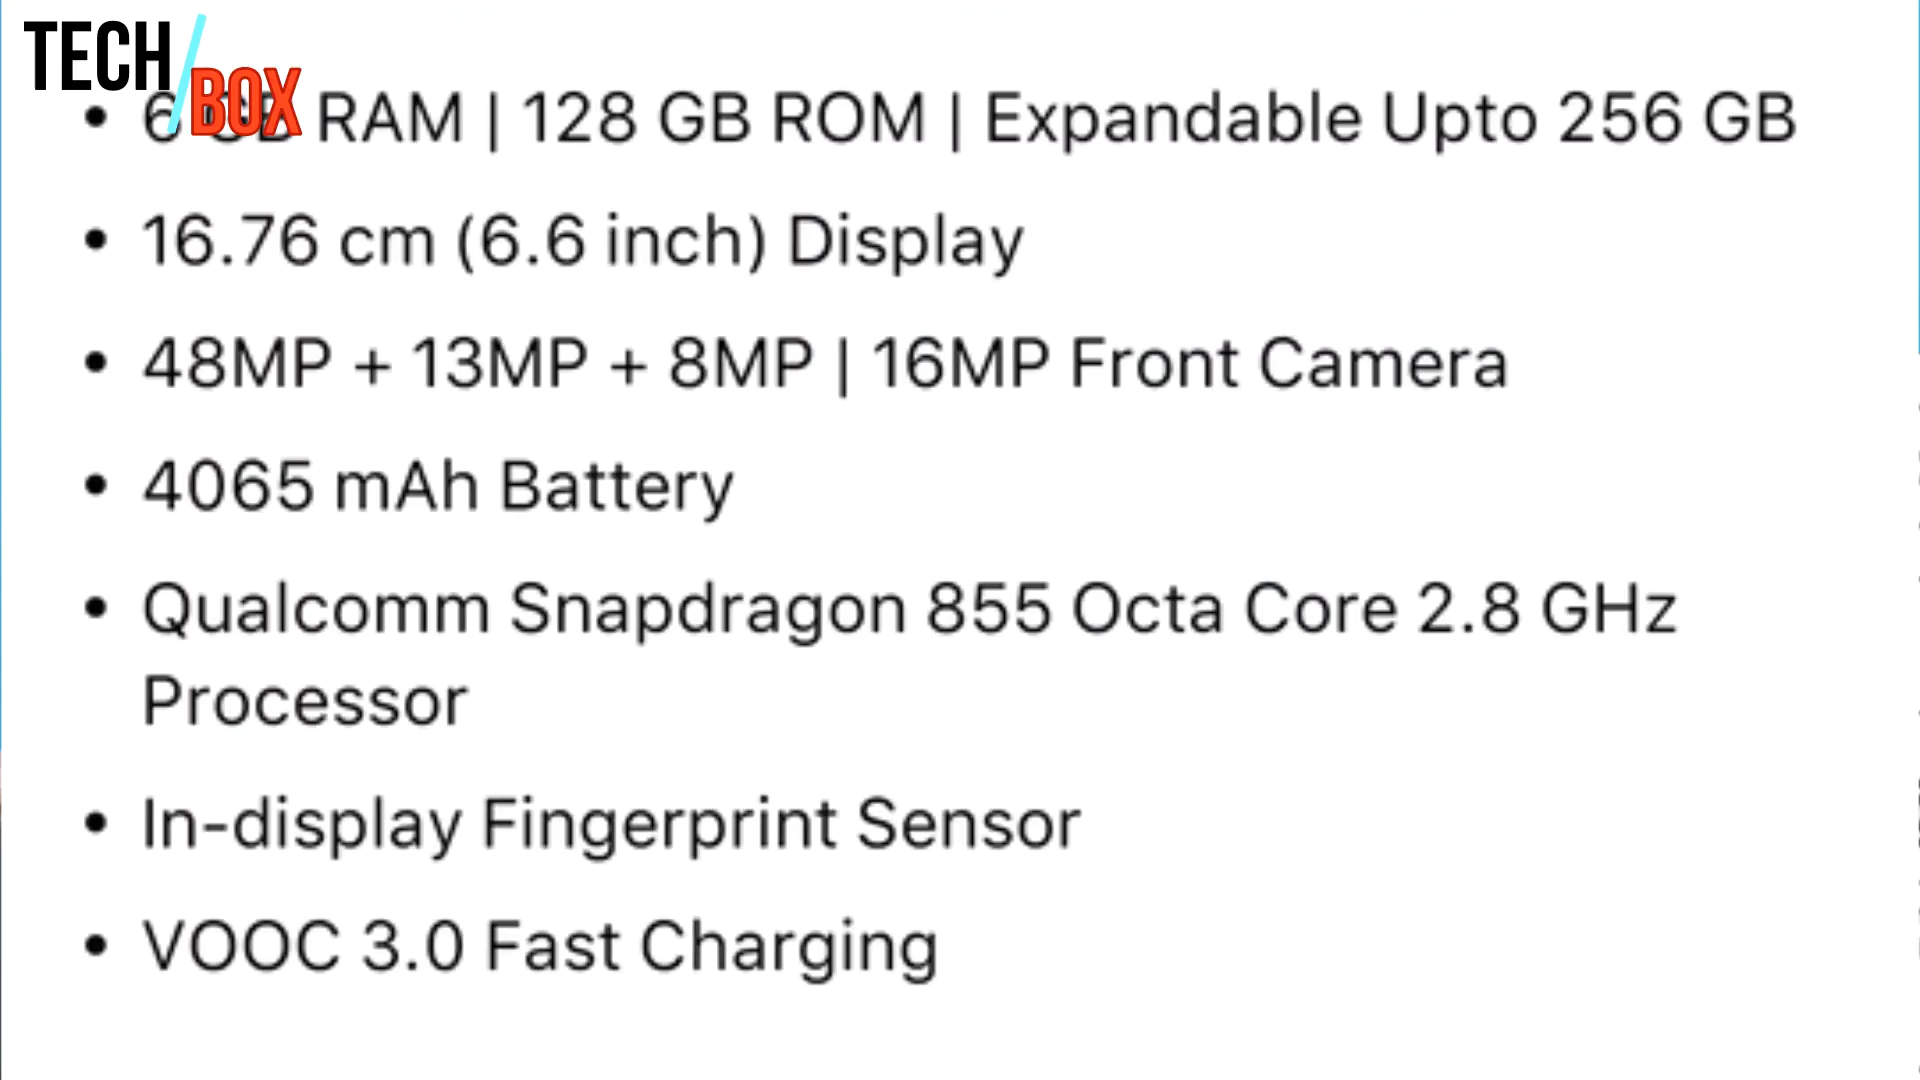 TECH
BOX
• 6 GB RAM | 128 GB ROM | Expandable Upto 256 GB
• 16.76 cm (6.6 inch) Display
• 48MP + 13MP + 8MP | 16MP Front Camera
• 4065 mAh Battery
• Qualcomm Snapdragon 855 Octa Core 2.8 GHz
Processor
• In-display Fingerprint Sensor
• VOOC 3.0 Fast Charging